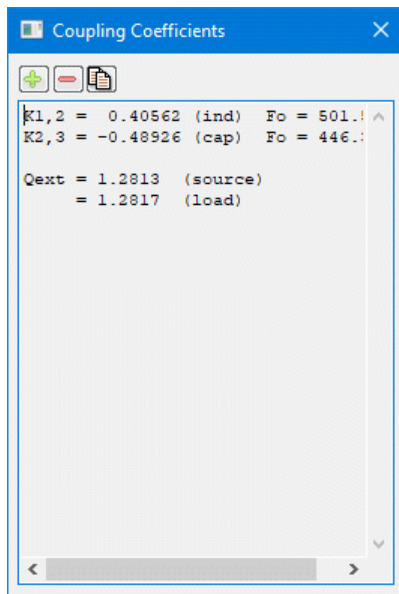 Coupling Coefficients
K1,2 =  0.40562 (ind)  Fo = 501.
K2,3 = -0.48926 (cap)  Fo = 446.
Qext = 1.2813  (source)
= 1.2817  (load)